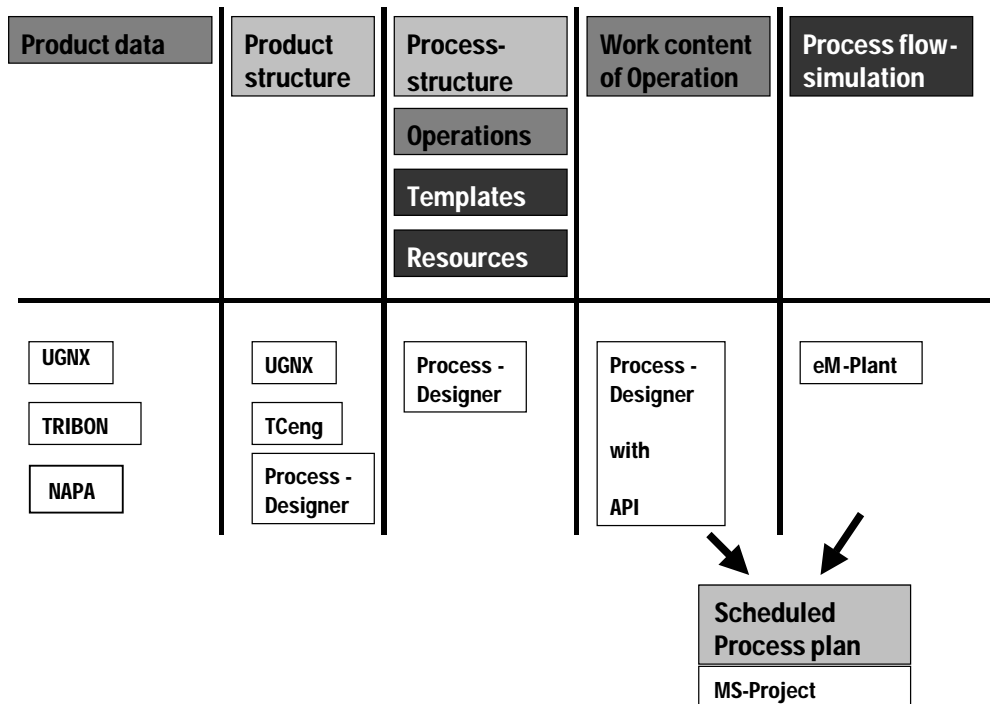 Product data
Product
structure
Process-
structure
Operations
Templates
Resources
Work content
of Operation
Process flow-
simulation
UGNX
TRIBON
NAPA
UGNX
TCeng
Process -
Designer
Process -
Designer
Process -
Designer
with
API
eM-Plant
Scheduled
Process plan
MS-Project